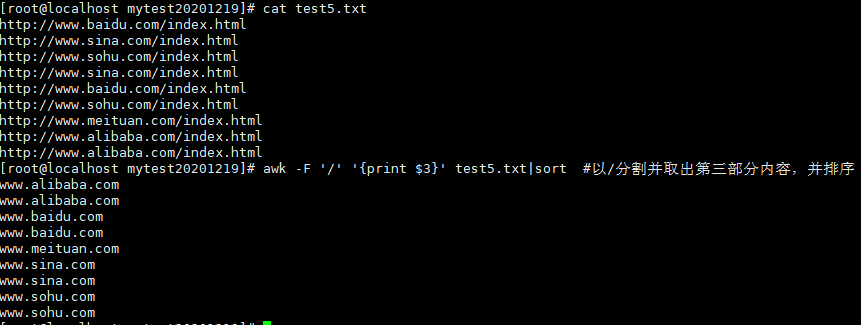 [root@localhost mytest20201219]# cat test5.txt
http://www.baidu.com/index.html
http://www.sina.com/index.html
http://www.sohu.com/index.html
http://www.sina.com/index.html
http://www.baidu.com/index.html
http://www.sohu.com/index.html
http://www.meituan.com/index.html
http://www.alibaba.com/index.html
http://www.alibaba.com/index.html
[root@localhost mytest20201219]# awk -F '/' '{print $3}' test5.txt|sort  #以/分割并取出第三部分内容，并排序
www.alibaba.com
www.alibaba.com
www.baidu.com
www.baidu.com
www.meituan.com
www.sina.com
www.sina.com
www.sohu.com
www.sohu.com
[root@localhost mytest20201219]#